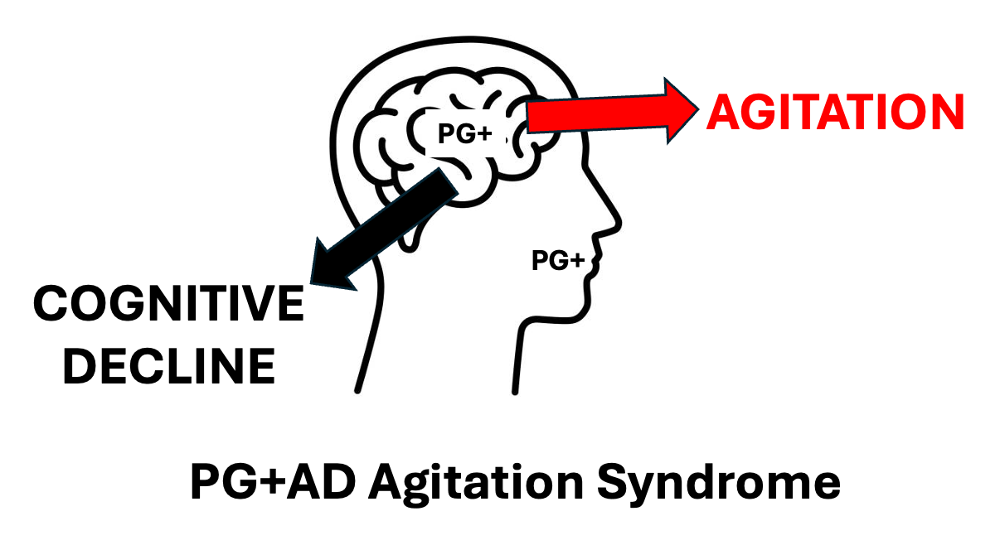 PG+
AGITATION
PG+
COGNITIVE
DECLINE
PG+AD Agitation Syndrome